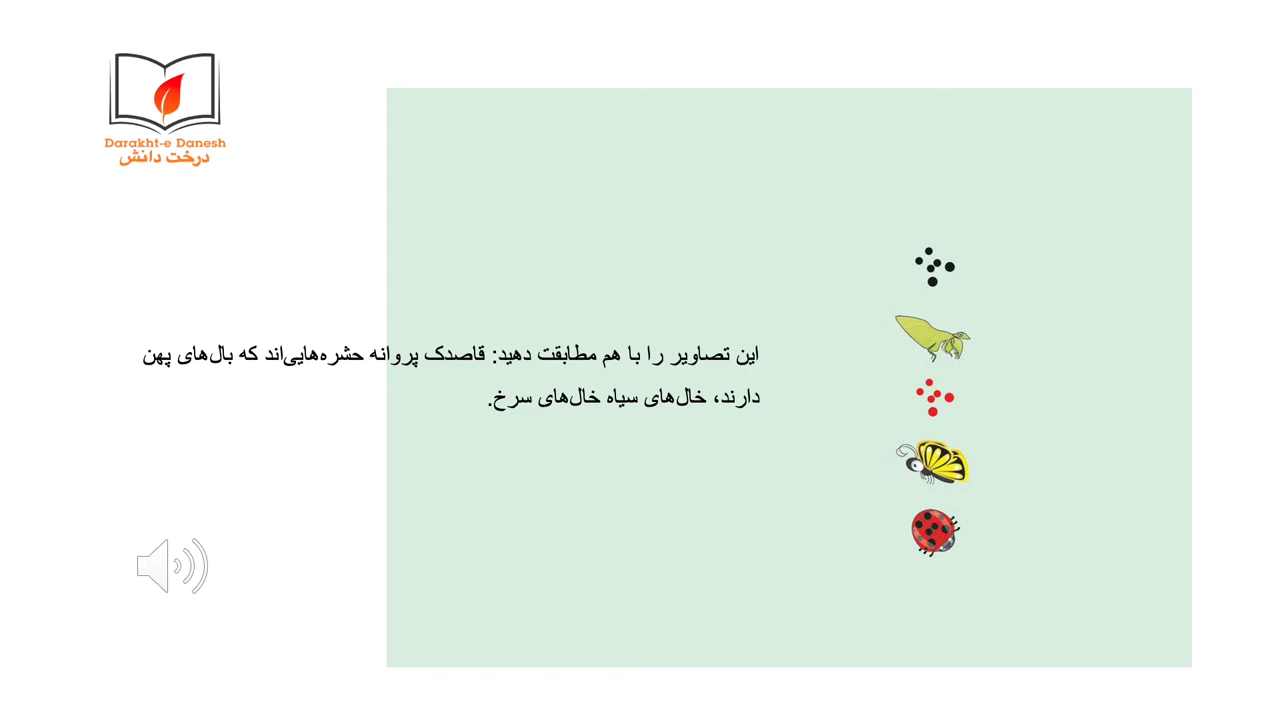 Darakht-e Danesh
درخت دانش
این تصاویر را با هم مطابقت دهید: قاصدک پروانه حشره‌هایی‌اند که بال‌های پهن
دارند، خال‌های سیاه خال‌های سرخ.